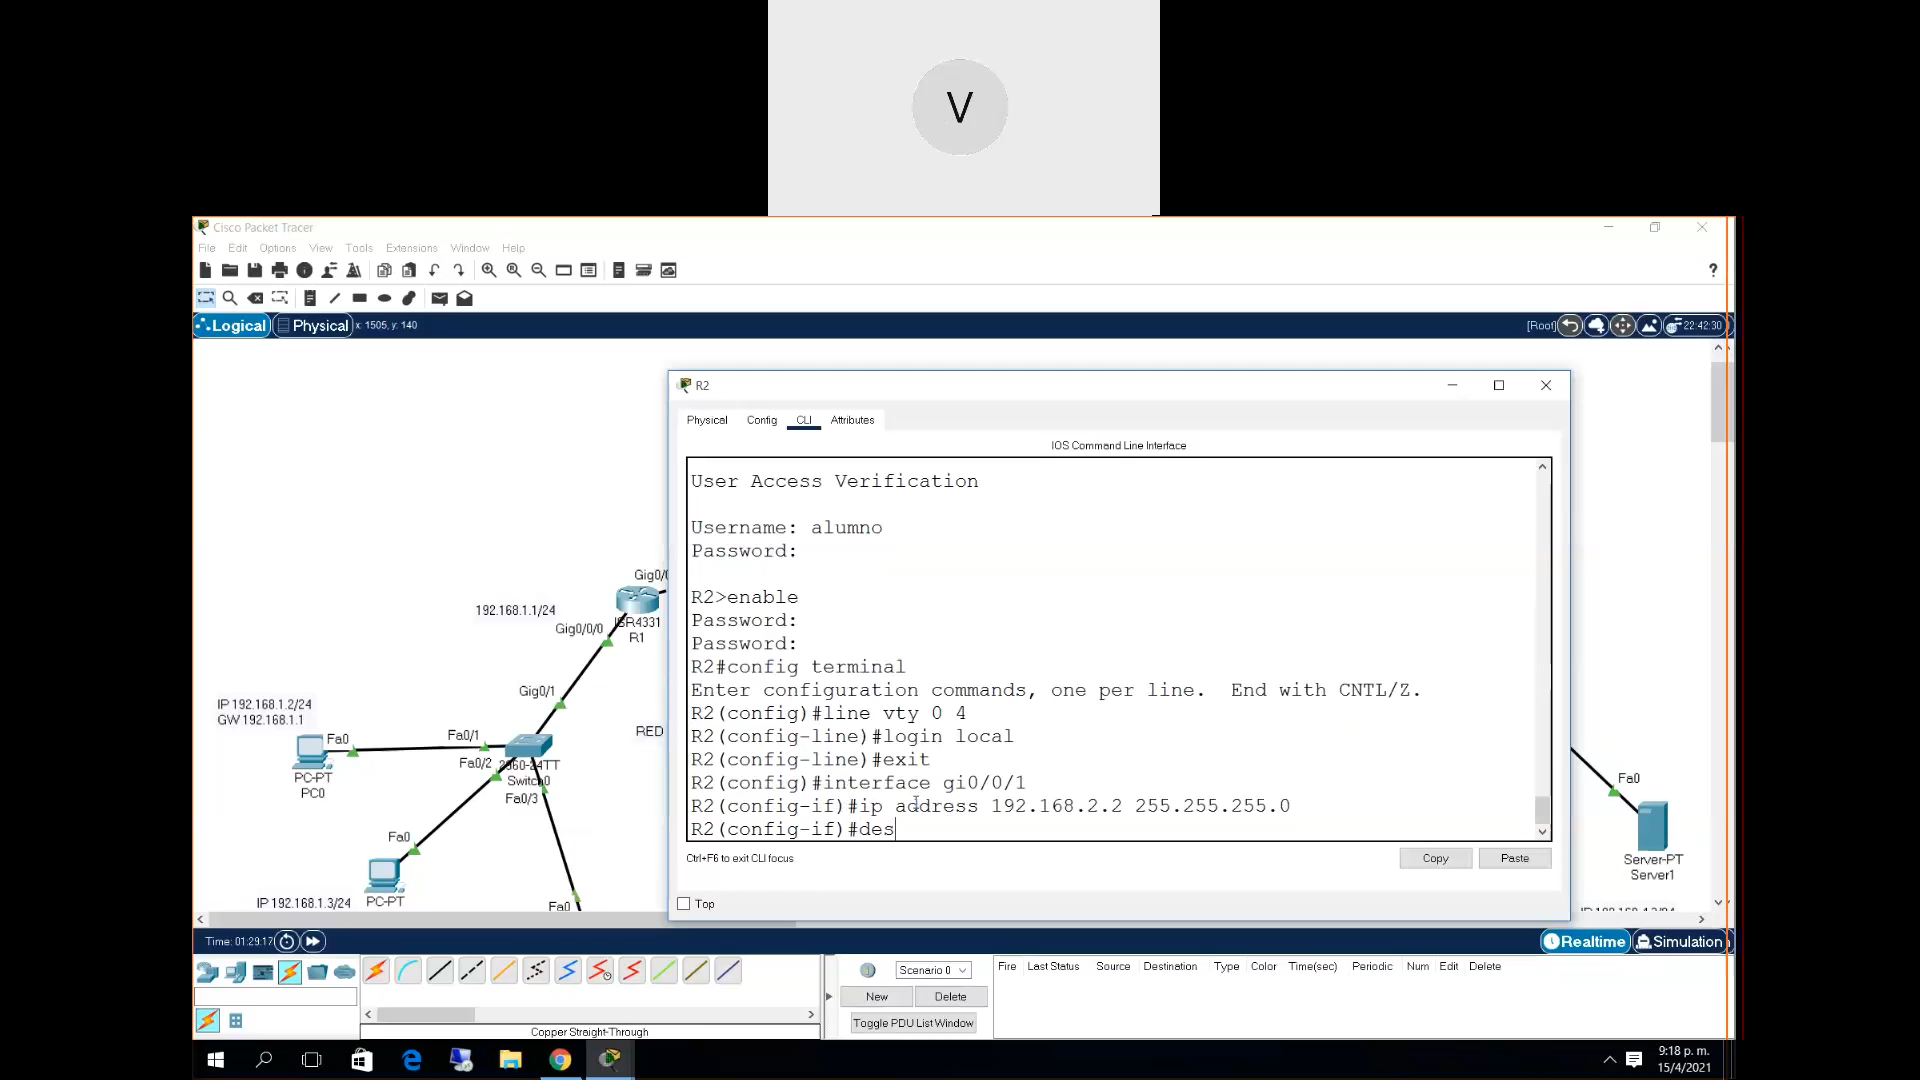 V
Cisco Packet Tracer
File Edit Options View Tools Extensions Window Help
?
Logical Physical x: 1505, y: 140
[Root] 22:42:30
R2
Physical Config CLI Attributes
IOS Command Line Interface
User Access Verification
Username: alumno
Password:
R2>enable
Password:
Password:
R2#config terminal
Enter configuration commands, one per line. End with CNTL/Z.
R2(config)#line vty 0 4
R2(config-line)#login local
R2(config-line)#exit
R2(config)#interface gi0/0/1
R2(config-if)#ip address 192.168.2.2 255.255.255.0
R2(config-if)#des
Ctrl+F6 to exit CLI focus
Copy Paste
Top
192.168.1.1/24
Gig0/0/0
ISR4331
R1
Gig0/1
IP 192.168.1.2/24
GW 192.168.1.1
RED
Fa0
Fa0/1
Fa0/2
2960-24TT
Switch0
Fa0/3
PC-PT
PC0
Fa0
PC-PT
IP 192.168.1.3/24
Fa0
Fa0
Server-PT
Server1
Time: 01:29:17
Realtime Simulation
Scenario 0
New Delete
Toggle PDU List Window
Fire Last Status Source Destination Type Color Time(sec) Periodic Num Edit Delete
Copper Straight-Through
9:18 p. m.
15/4/2021